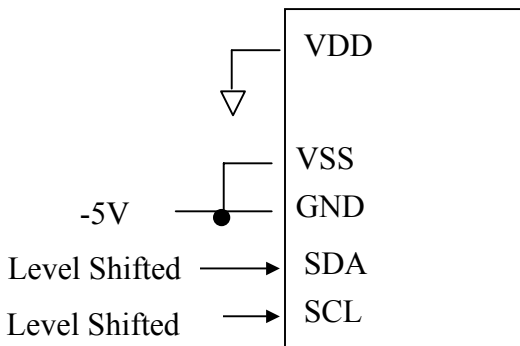 VDD
VSS
-5V GND
Level Shifted SDA
Level Shifted SCL